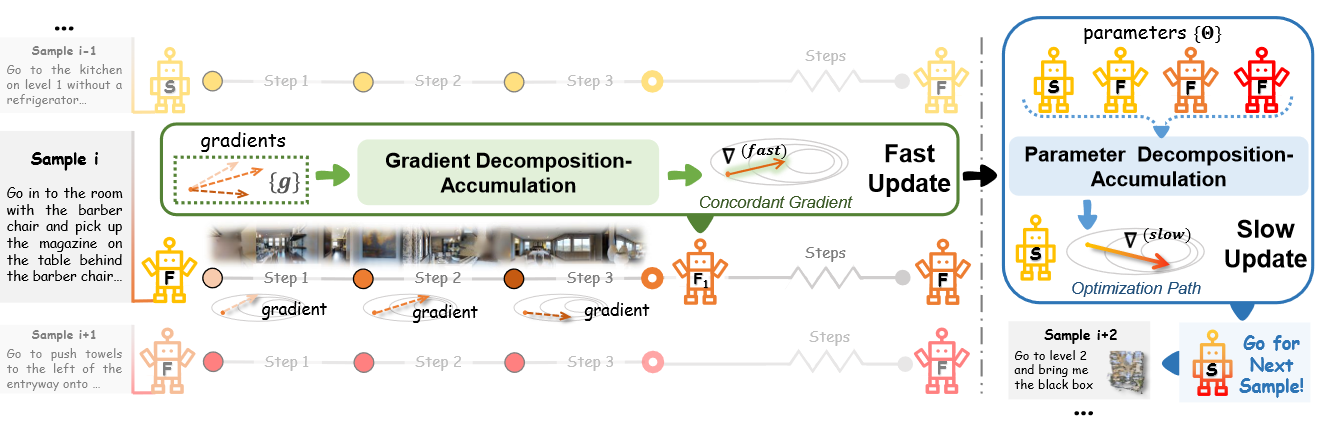 ...
Sample i-1
Go to the kitchen
on level 1 without a
refrigerator...
S
Step 1
Step 2
Step 3
Steps
F
Sample i
Go in to the room
with the barber
chair and pick up
the magazine on
the table behind
the barber chair...
gradients
{g}
Gradient Decomposition-
Accumulation
∇ (fast)
Concordant Gradient
Fast
Update
F
Step 1
Step 2
Step 3
F1
Steps
F
gradient
gradient
gradient
Sample i+1
Go to push towels
to the left of the
entryway onto ...
F
Step 1
Step 2
Step 3
Steps
F
...
parameters {Θ}
S
F
F
F
Parameter Decomposition-
Accumulation
S
∇ (slow)
Optimization Path
Slow
Update
Sample i+2
Go to level 2
and bring me
the black box
S
Go for
Next
Sample!
...